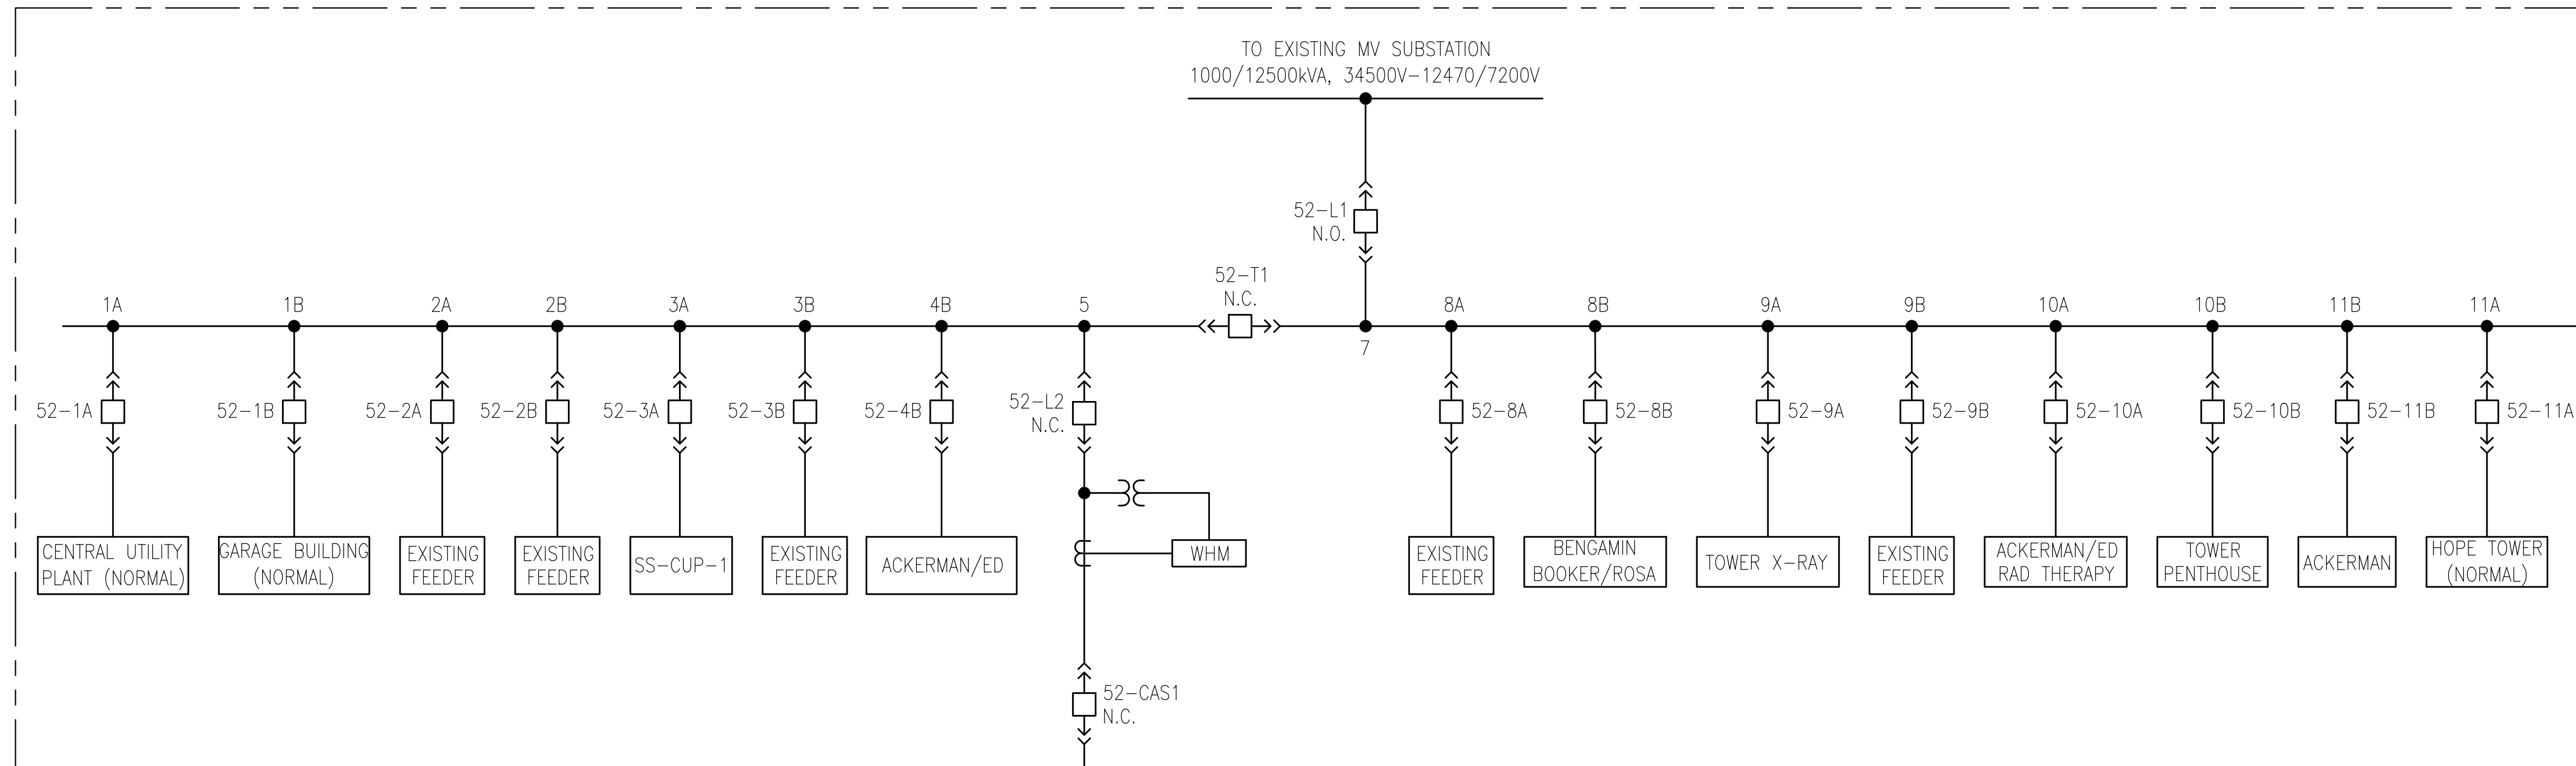 TO EXISTING MV SUBSTATION
1000/12500kVA, 34500V-12470/7200V
52-L1
N.O.
52-T1
N.C.
1A
1B
2A
2B
3A
3B
4B
5
7
8A
8B
9A
9B
10A
10B
11B
11A
52-1A
52-1B
52-2A
52-2B
52-3A
52-3B
52-4B
52-L2
N.C.
52-8A
52-8B
52-9A
52-9B
52-10A
52-10B
52-11B
52-11A
CENTRAL UTILITY
PLANT (NORMAL)
GARAGE BUILDING
(NORMAL)
EXISTING
FEEDER
EXISTING
FEEDER
SS-CUP-1
EXISTING
FEEDER
ACKERMAN/ED
WHM
EXISTING
FEEDER
BENGAMIN
BOOKER/ROSA
TOWER X-RAY
EXISTING
FEEDER
ACKERMAN/ED
RAD THERAPY
TOWER
PENTHOUSE
ACKERMAN
HOPE TOWER
(NORMAL)
52-CAS1
N.C.